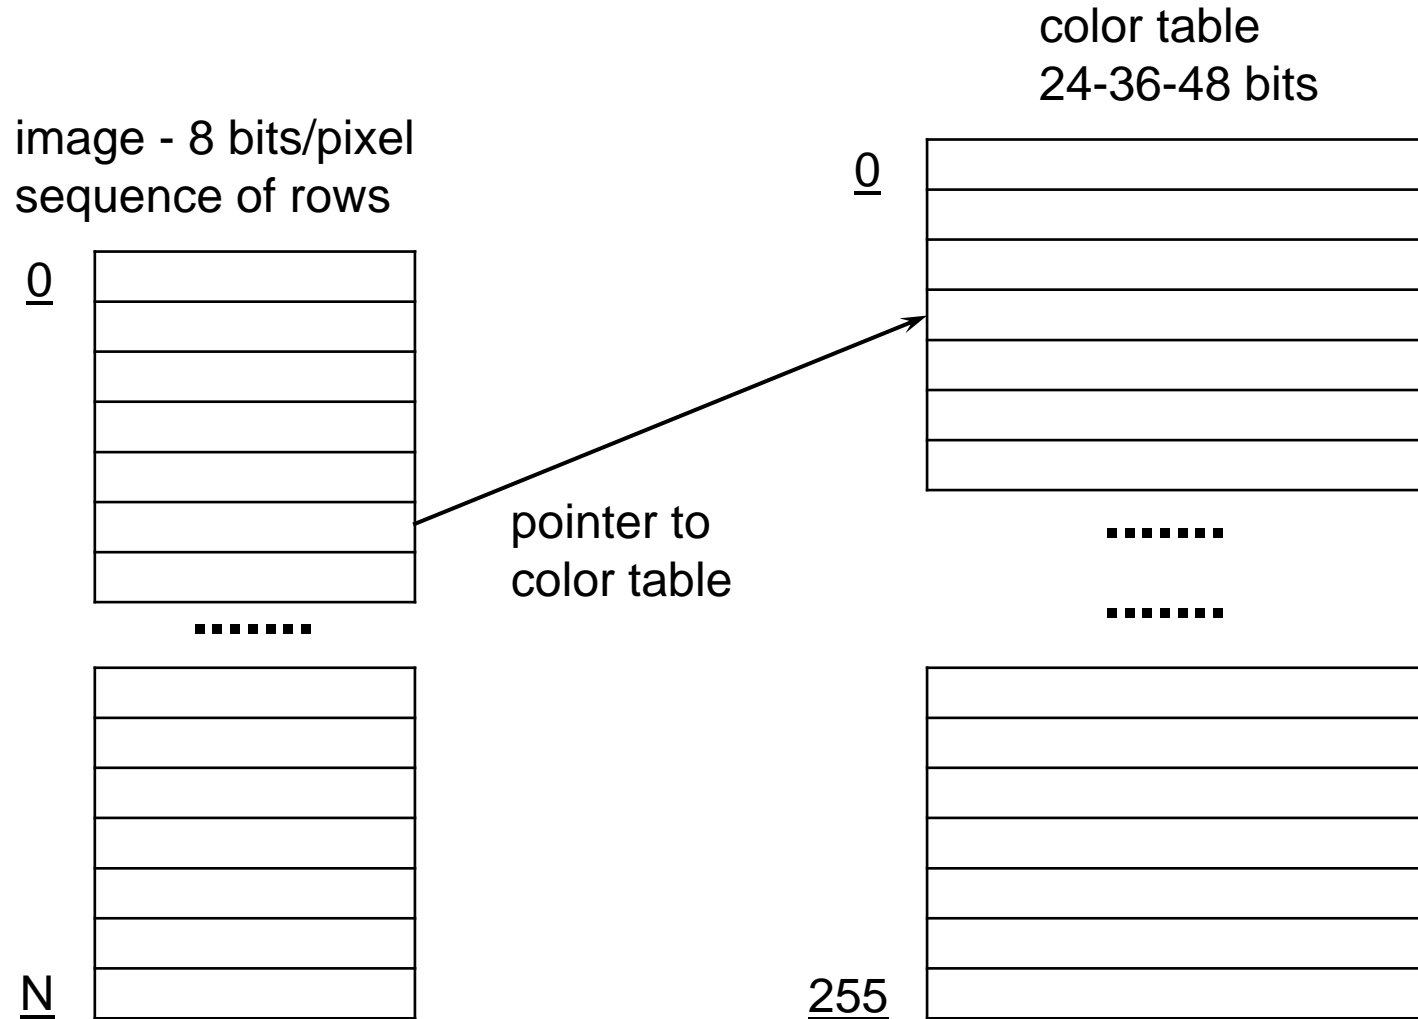 color table
24-36-48 bits
image - 8 bits/pixel
sequence of rows
0
0
pointer to
color table
N
255